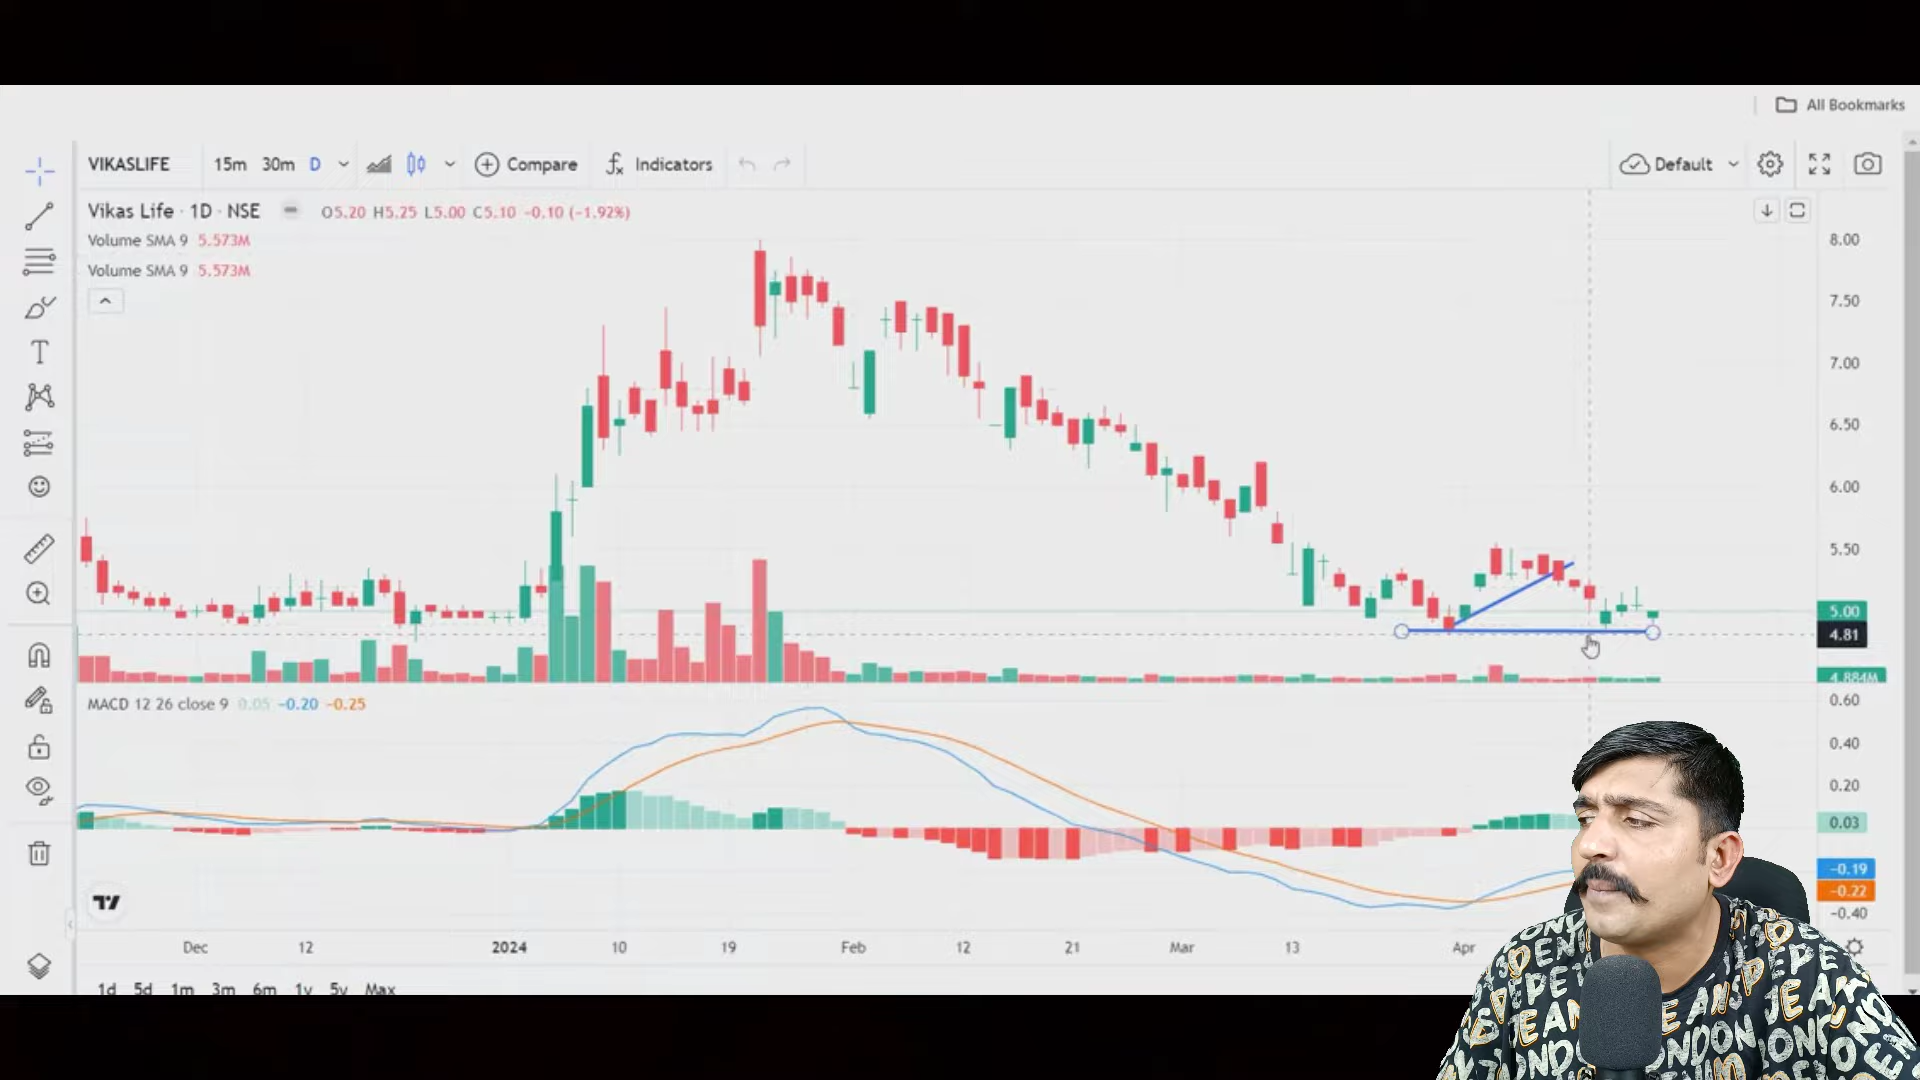 All Bookmarks
VIKASLIFE 15m 30m D Compare Indicators Default
Vikas Life · 1D · NSE O5.20 H5.25 L5.00 C5.10 -0.10 (-1.92%)
Volume SMA 9 5.573M
Volume SMA 9 5.573M
8.00
7.50
7.00
6.50
6.00
5.50
5.00
4.81
4.884M
MACD 12 26 close 9 0.05 -0.20 -0.25
0.60
0.40
0.20
0.03
-0.19
-0.22
-0.40
Dec 12 2024 10 19 Feb 12 21 Mar 13 Apr
1d 5d 1m 3m 6m 1y 5y Max